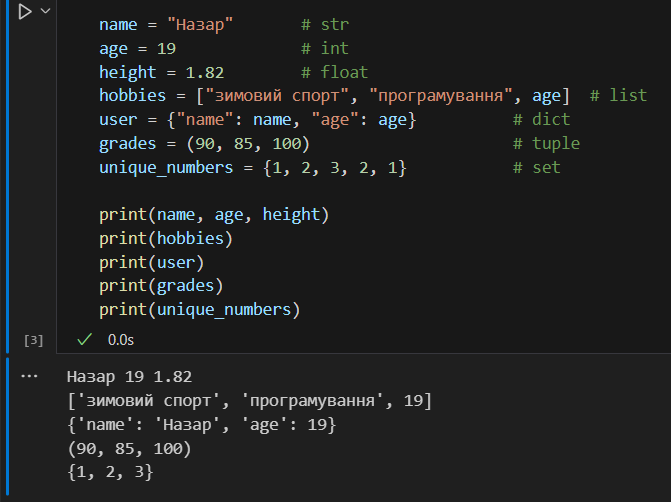 name = "Назар"       # str
age = 19             # int
height = 1.82        # float
hobbies = ["зимовий спорт", "програмування", age]  # list
user = {"name": name, "age": age}          # dict
grades = (90, 85, 100)                     # tuple
unique_numbers = {1, 2, 3, 2, 1}           # set
print(name, age, height)
print(hobbies)
print(user)
print(grades)
print(unique_numbers)
[3] 0.0s
Назар 19 1.82
['зимовий спорт', 'програмування', 19]
{'name': 'Назар', 'age': 19}
(90, 85, 100)
{1, 2, 3}